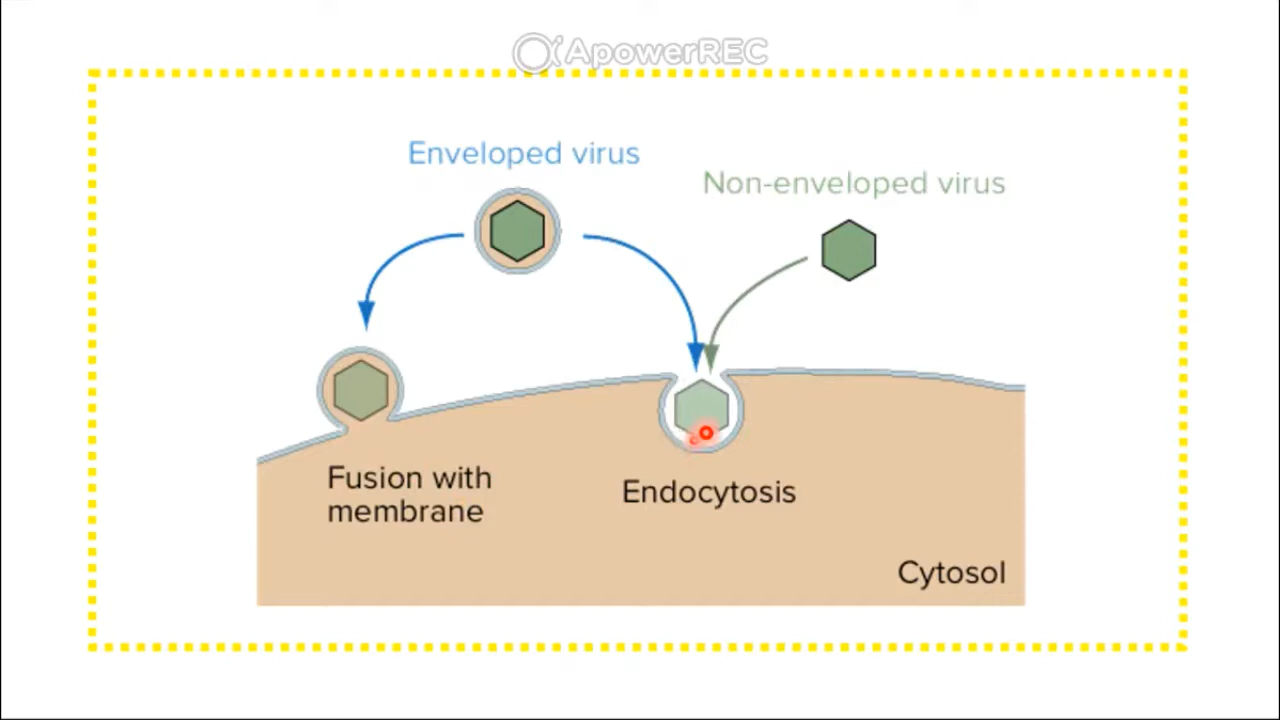 ApowerREC
Enveloped virus
Non-enveloped virus
Fusion with
membrane
Endocytosis
Cytosol